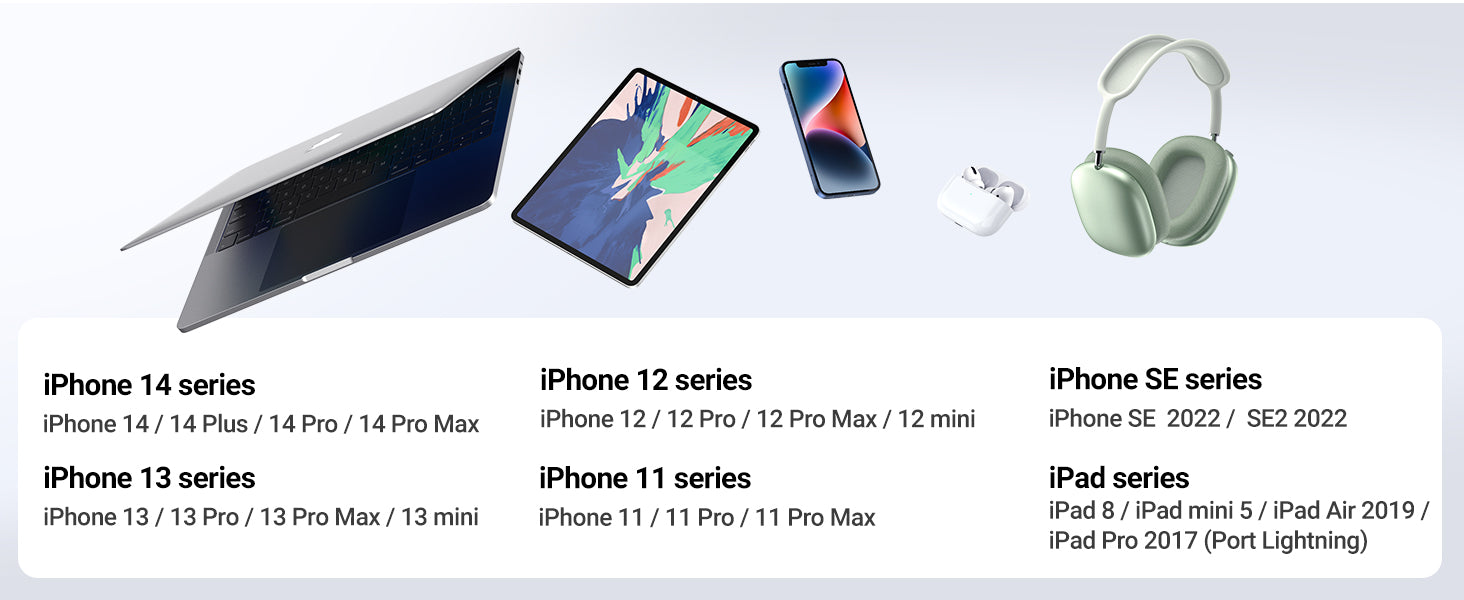 iPhone 14 series
iPhone 14 / 14 Plus / 14 Pro / 14 Pro Max
iPhone 13 series
iPhone 13 / 13 Pro / 13 Pro Max / 13 mini
iPhone 12 series
iPhone 12 / 12 Pro / 12 Pro Max / 12 mini
iPhone 11 series
iPhone 11 / 11 Pro / 11 Pro Max
iPhone SE series
iPhone SE  2022 /  SE2 2022
iPad series
iPad 8 / iPad mini 5 / iPad Air 2019 /
iPad Pro 2017 (Port Lightning)